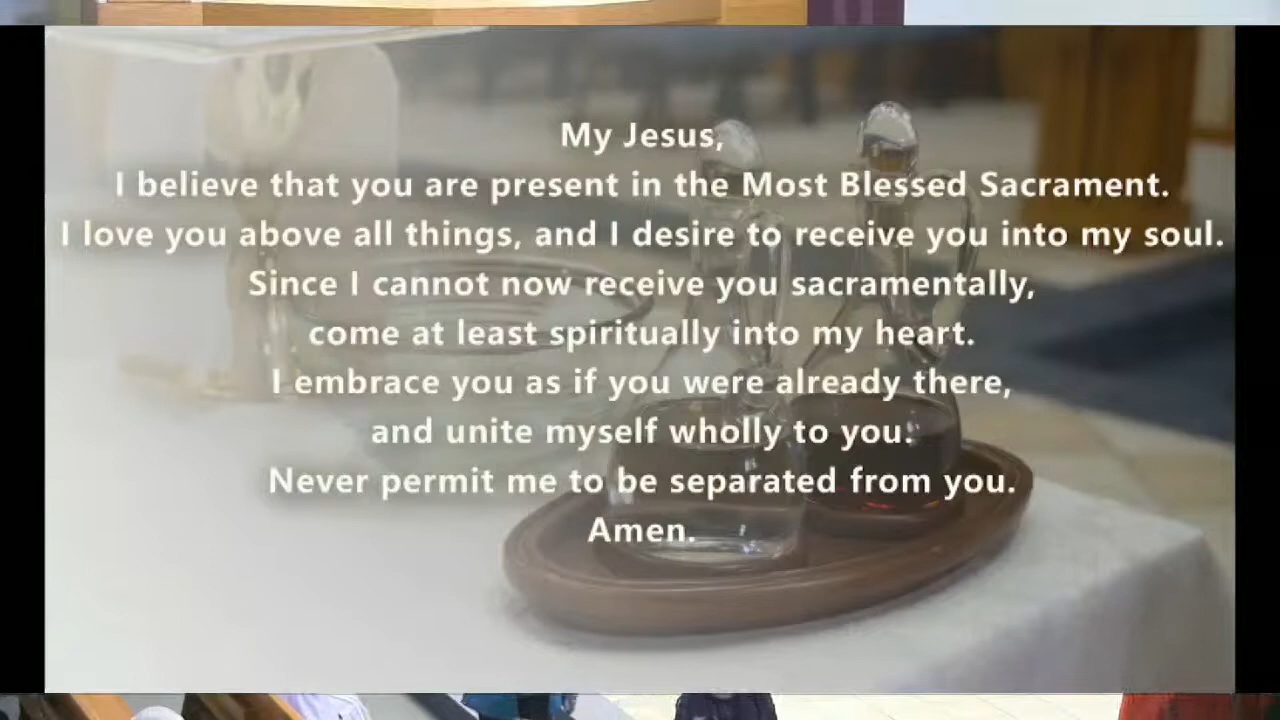 My Jesus,
I believe that you are present in the Most Blessed Sacrament.
I love you above all things, and I desire to receive you into my soul.
Since I cannot now receive you sacramentally,
come at least spiritually into my heart.
I embrace you as if you were already there,
and unite myself wholly to you.
Never permit me to be separated from you.
Amen.